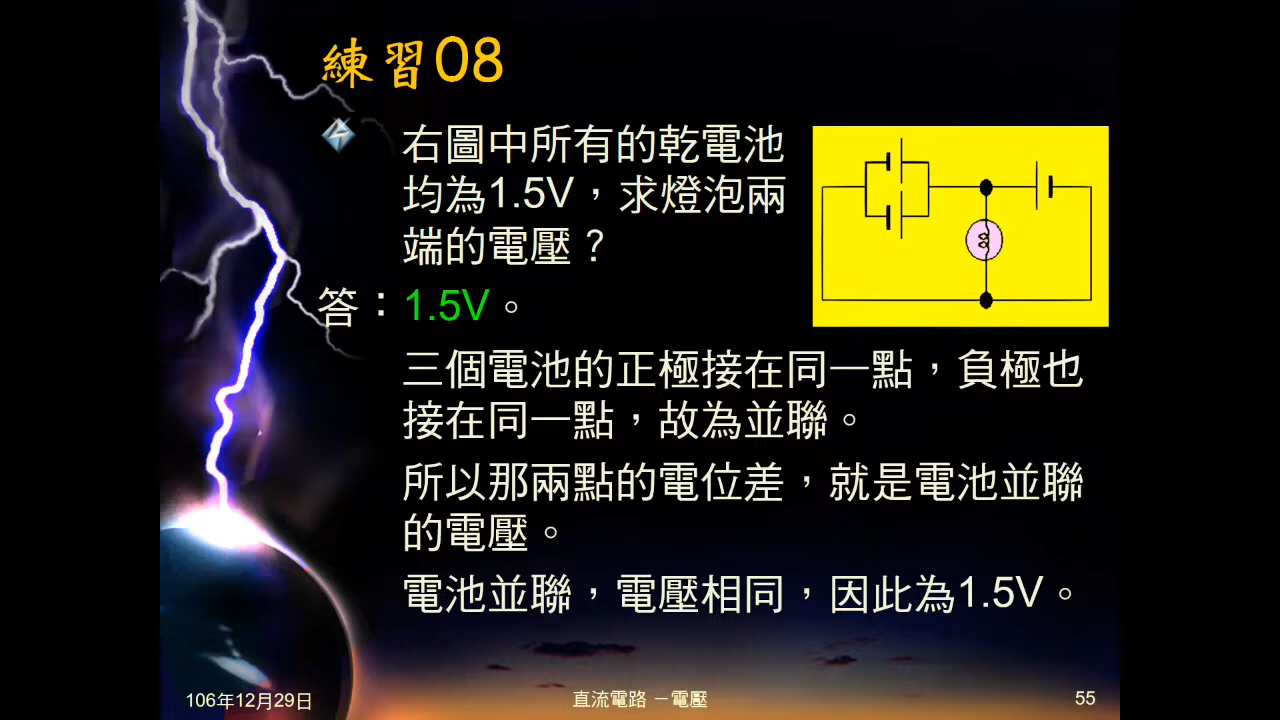 練習08
右圖中所有的乾電池
均為1.5V，求燈泡兩
端的電壓？
答：1.5V。
三個電池的正極接在同一點，負極也
接在同一點，故為並聯。
所以那兩點的電位差，就是電池並聯
的電壓。
電池並聯，電壓相同，因此為1.5V。
106年12月29日
直流電路 －電壓
55